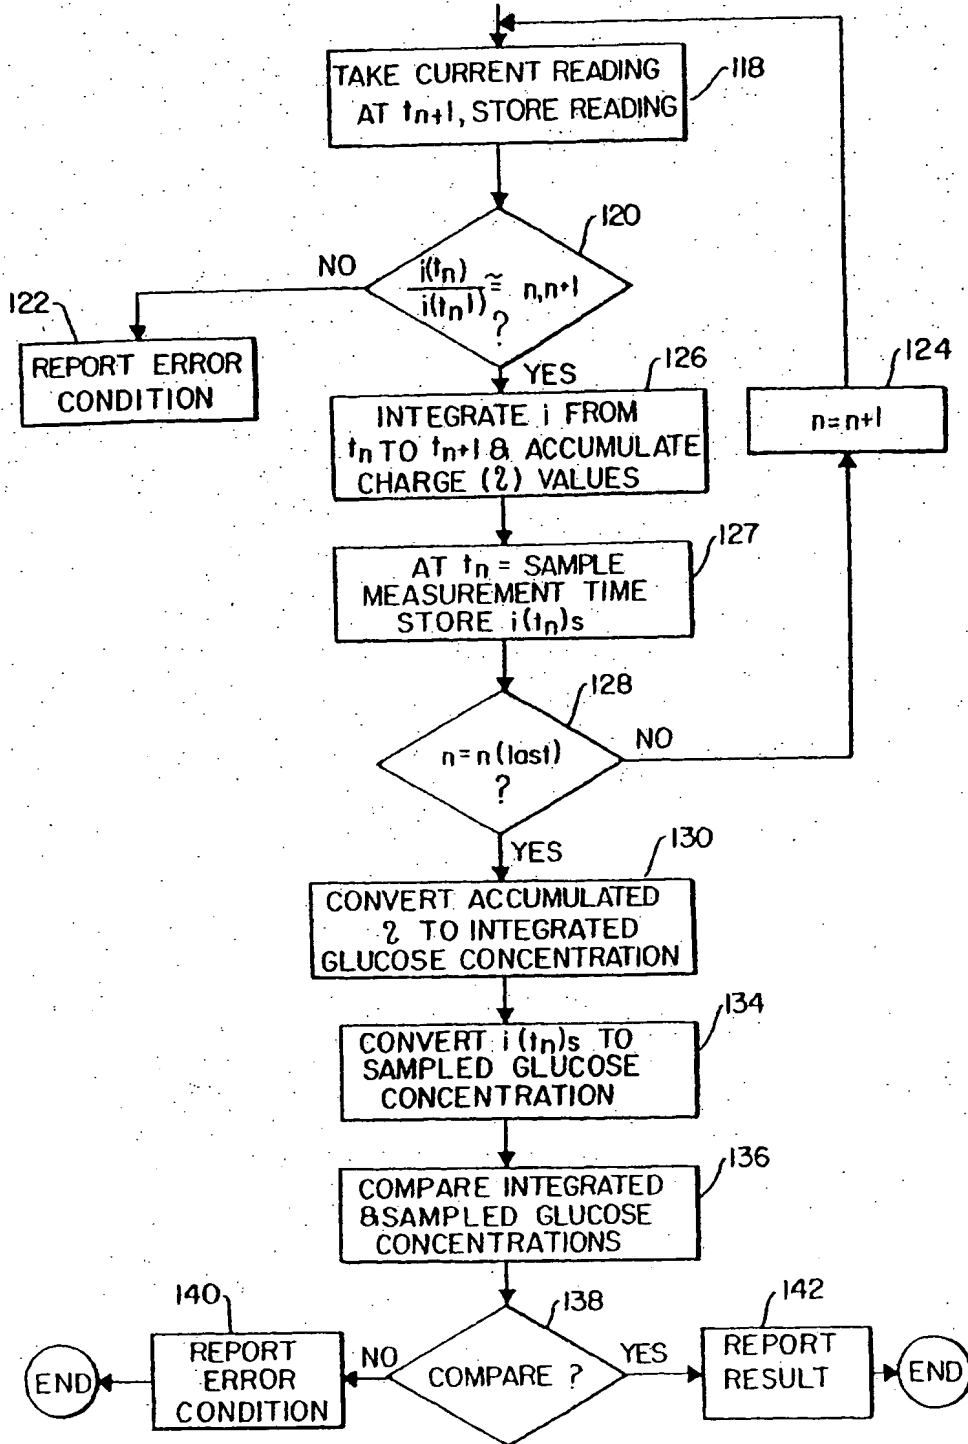 TAKE CURRENT READING
AT tn+1, STORE READING
118
120
i(tn)
i(tn1)
≅ n,n+1
?
NO
122
REPORT ERROR
CONDITION
YES
126
INTEGRATE i FROM
tn TO tn+1 & ACCUMULATE
CHARGE (q) VALUES
124
n=n+1
127
AT tn = SAMPLE
MEASUREMENT TIME
STORE i(tn)s
128
n=n(last)
?
NO
YES
130
CONVERT ACCUMULATED
q TO INTEGRATED
GLUCOSE CONCENTRATION
134
CONVERT i(tn)s TO
SAMPLED GLUCOSE
CONCENTRATION
136
COMPARE INTEGRATED
&SAMPLED GLUCOSE
CONCENTRATIONS
138
COMPARE ?
NO
140
REPORT
ERROR
CONDITION
END
YES
142
REPORT
RESULT
END